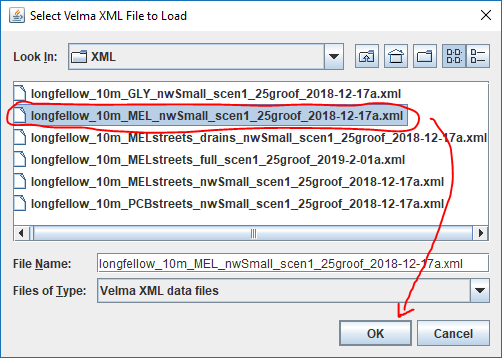 Select Velma XML File to Load
Look In: XML
longfellow_10m_GLY_nwSmall_scen1_25groof_2018-12-17a.xml
longfellow_10m_MEL_nwSmall_scen1_25groof_2018-12-17a.xml
longfellow_10m_MELstreets_drains_nwSmall_scen1_25groof_2018-12-17a.xml
longfellow_10m_MELstreets_full_scen1_25groof_2019-2-01a.xml
longfellow_10m_MELstreets_nwSmall_scen1_25groof_2018-12-17a.xml
longfellow_10m_PCBstreets_nwSmall_scen1_25groof_2018-12-17a.xml
File Name: longfellow_10m_MEL_nwSmall_scen1_25groof_2018-12-17a.xml
Files of Type: Velma XML data files
OK Cancel